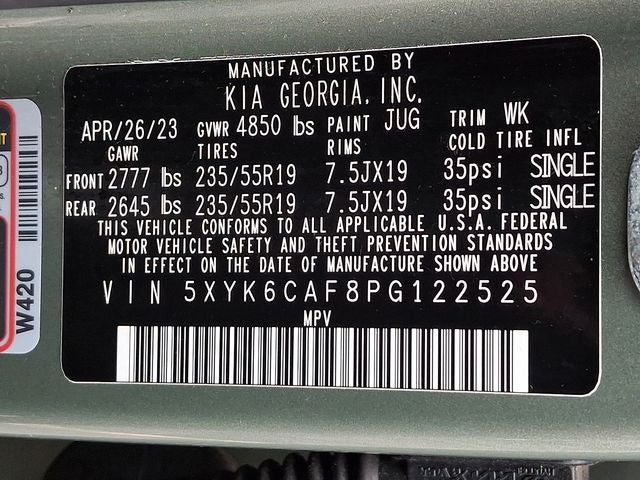 MANUFACTURED BY
KIA GEORGIA, INC.
APR/26/23 GVWR 4850 lbs PAINT JUG TRIM WK
GAWR TIRES RIMS COLD TIRE INFL
FRONT 2777 lbs 235/55R19 7.5JX19 35psi SINGLE
REAR 2645 lbs 235/55R19 7.5JX19 35psi SINGLE
THIS VEHICLE CONFORMS TO ALL APPLICABLE U.S.A. FEDERAL
MOTOR VEHICLE SAFETY AND THEFT PREVENTION STANDARDS
IN EFFECT ON THE DATE OF MANUFACTURE SHOWN ABOVE
VIN 5XYK6CAF8PG122525
MPV
W420